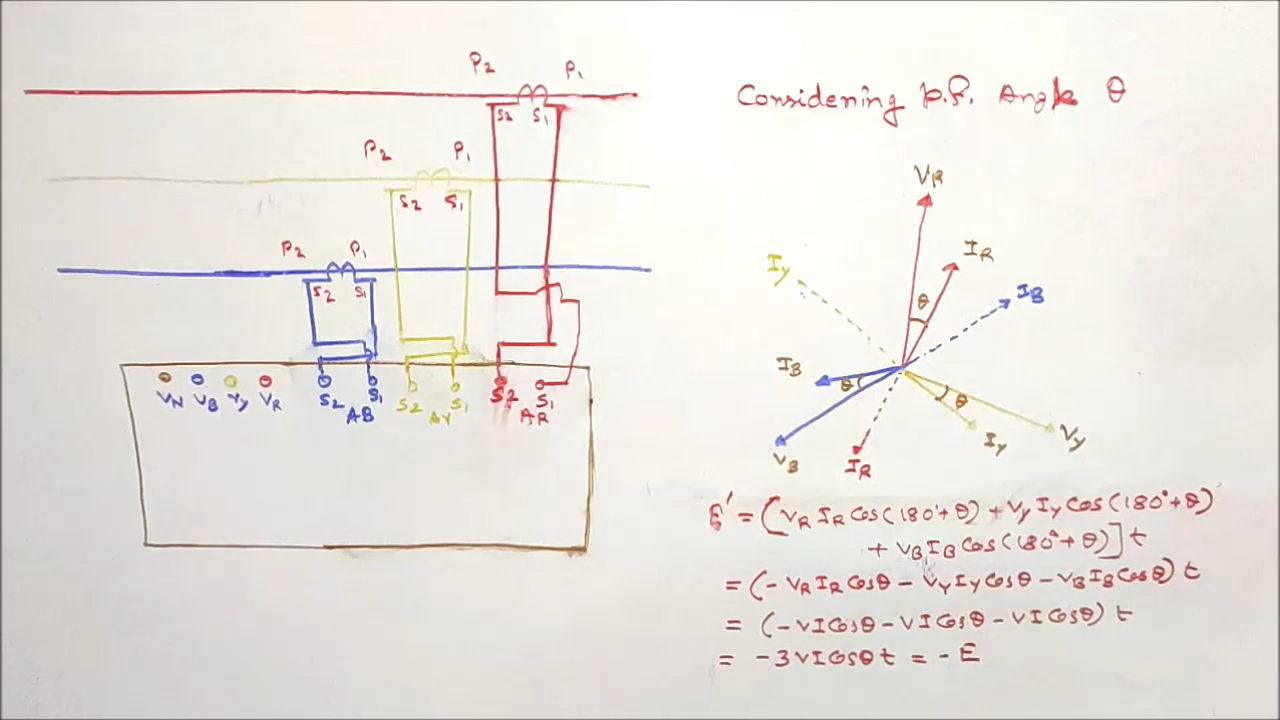 P2 P1
S2 S1
P2 P1
S2 S1
P2 P1
S2 S1
VN VB Vy VR S2 S1 S2 S1 S2 S1
AB AY AR
Considening p.f. Angle θ
VR
IR
IY
IB
θ
IB
θ
θ
VB
IR
IY
VY
E' = (VR IR Cos(180°+θ) + VY IY Cos(180°+θ)
+ VB IB Cos(180°+θ)] t
= (- VR IR Cosθ - VY IY Cosθ - VB IB Cosθ) t
= (-VI Cosθ - VI Cosθ - VI Cosθ) t
= -3VI Cosθ t = - E